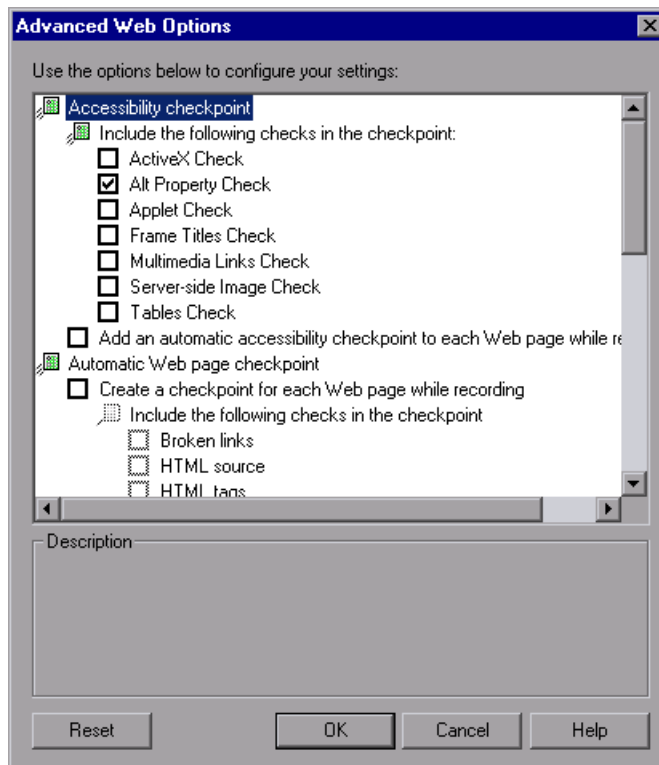 Advanced Web Options
Use the options below to configure your settings:
Accessibility checkpoint
Include the following checks in the checkpoint:
ActiveX Check
Alt Property Check
Applet Check
Frame Titles Check
Multimedia Links Check
Server-side Image Check
Tables Check
Add an automatic accessibility checkpoint to each Web page while re
Automatic Web page checkpoint
Create a checkpoint for each Web page while recording
Include the following checks in the checkpoint
Broken links
HTML source
HTML tags
Description
Reset OK Cancel Help